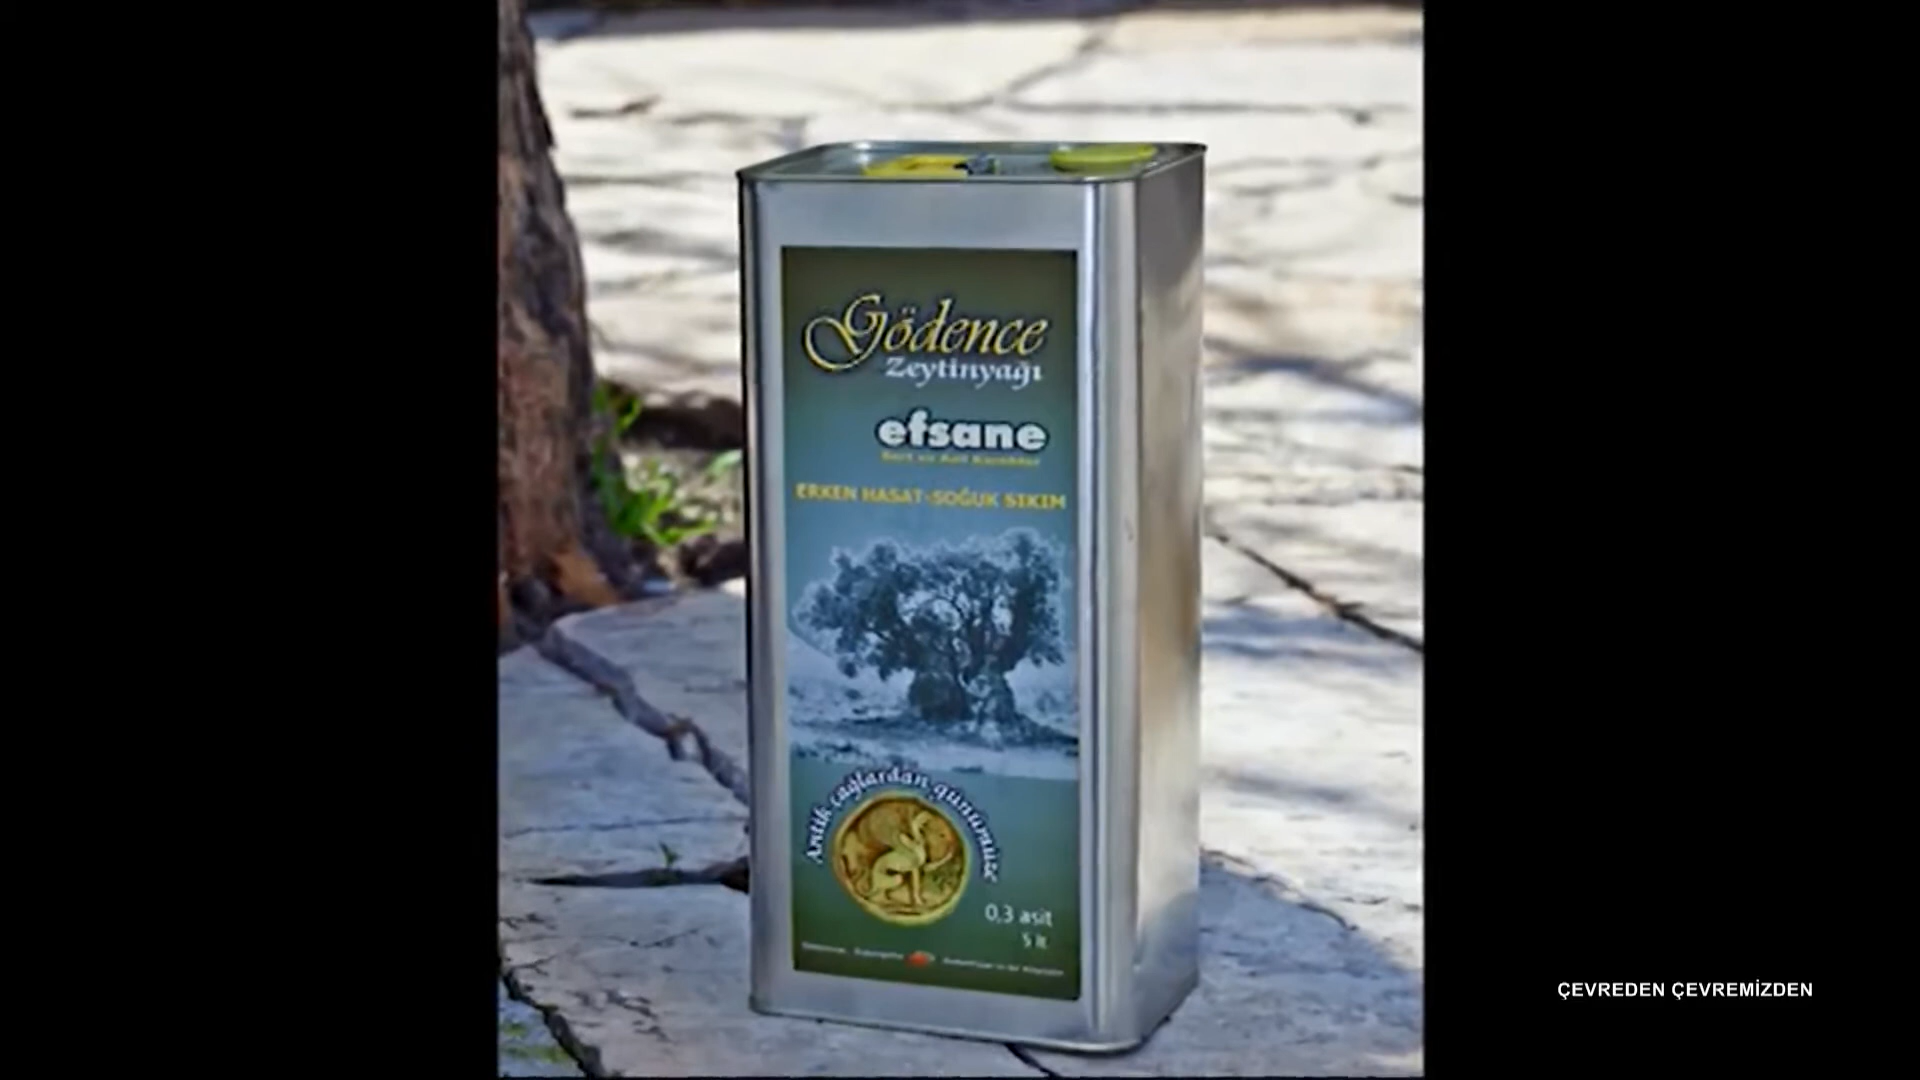 Gödence
Zeytinyağı
efsane
ERKEN HASAT-SOĞUK SIKIM
Antik çağlardan günümüze
0,3 asit
5 lt
ÇEVREDEN ÇEVREMİZDEN